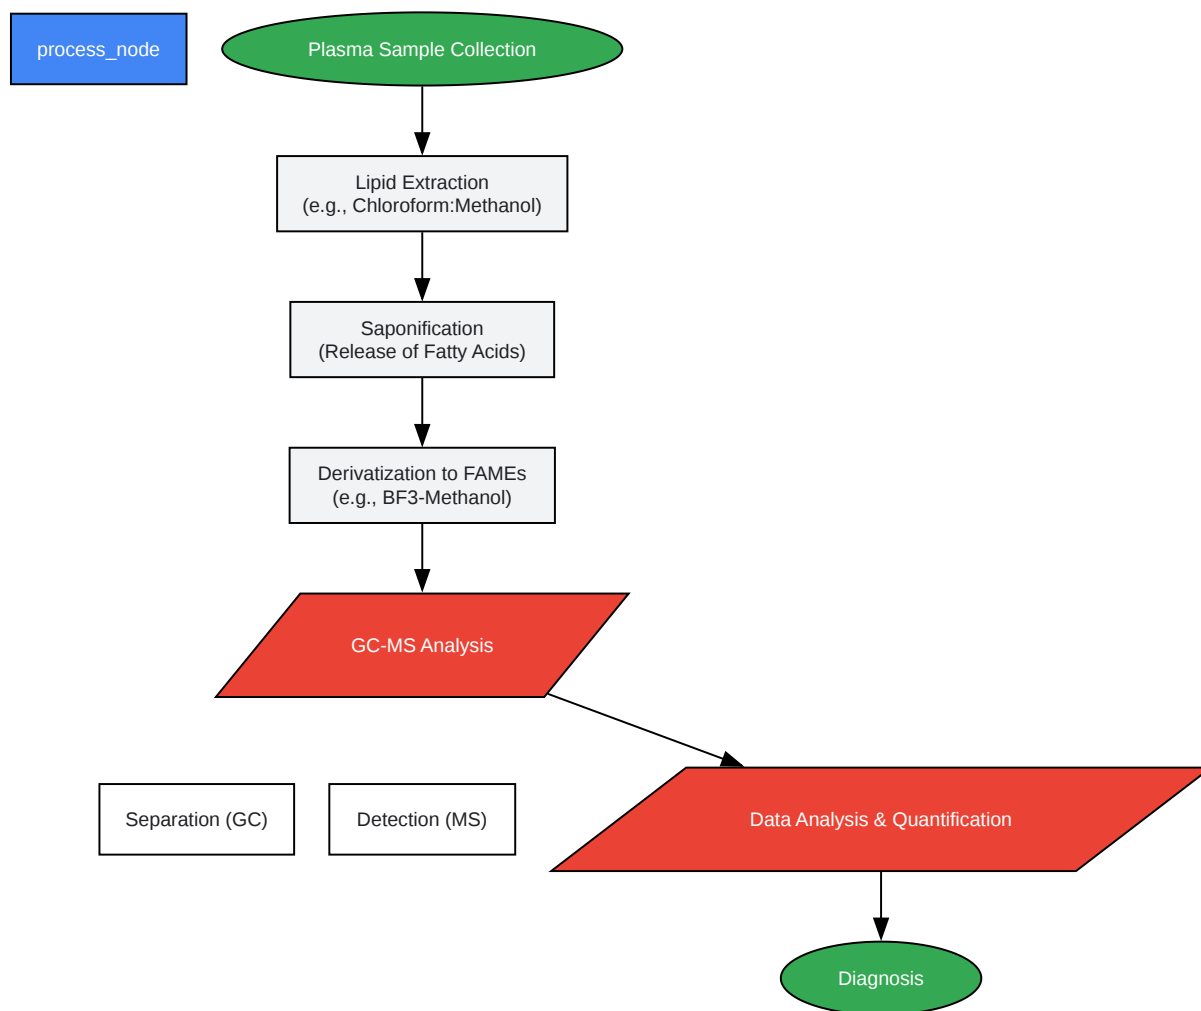 process_node
Plasma Sample Collection
Lipid Extraction
(e.g., Chloroform:Methanol)
Saponification
(Release of Fatty Acids)
Derivatization to FAMEs
(e.g., BF3-Methanol)
GC-MS Analysis
Separation (GC)
Detection (MS)
Data Analysis & Quantification
Diagnosis